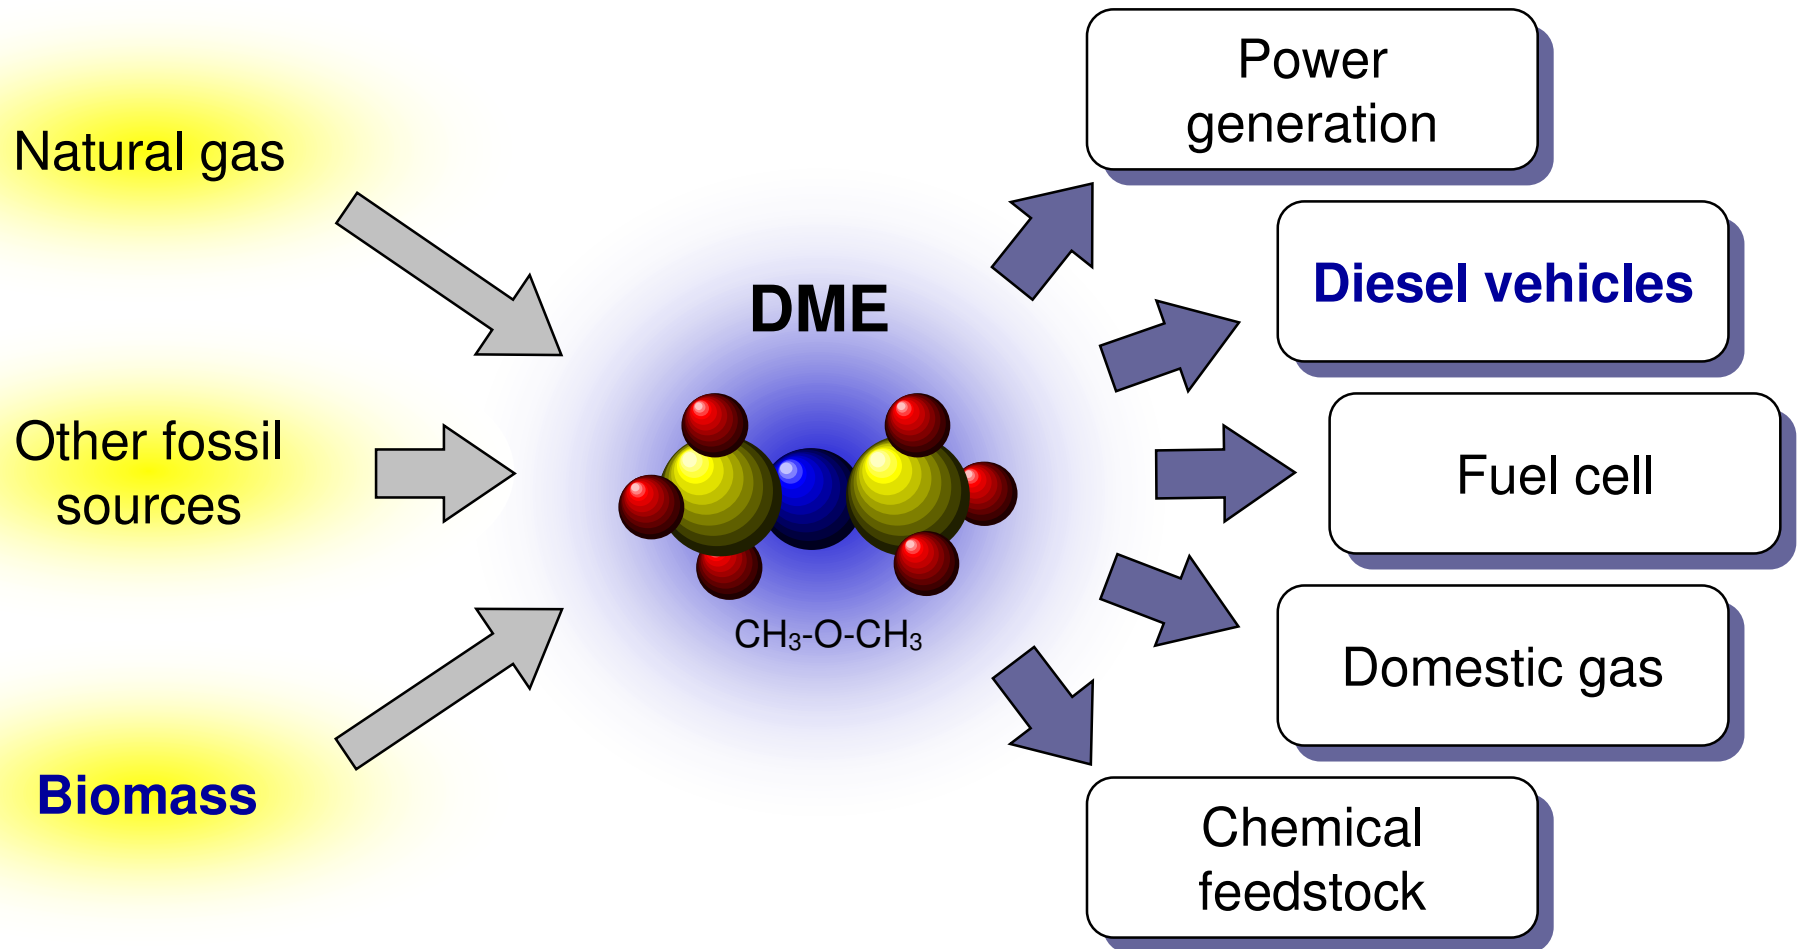 Natural gas
Other fossil
sources
Biomass
DME
CH₃-O-CH₃
Power
generation
Diesel vehicles
Fuel cell
Domestic gas
Chemical
feedstock